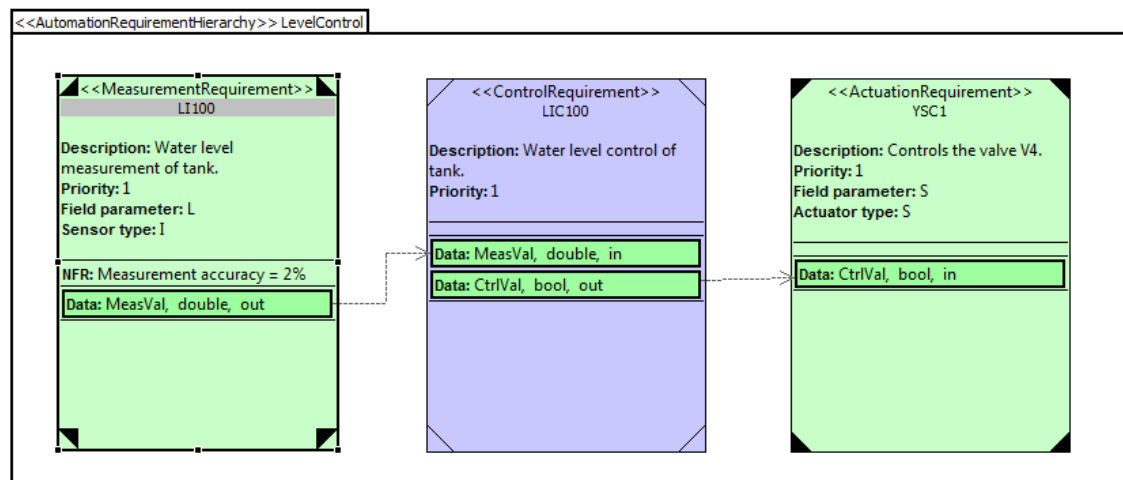 <<AutomationRequirementHierarchy>> LevelControl
<<MeasurementRequirement>>
LI100
Description: Water level
measurement of tank.
Priority: 1
Field parameter: L
Sensor type: I
NFR: Measurement accuracy = 2%
Data: MeasVal, double, out
<<ControlRequirement>>
LIC100
Description: Water level control of
tank.
Priority: 1
Data: MeasVal, double, in
Data: CtrlVal, bool, out
<<ActuationRequirement>>
YSC1
Description: Controls the valve V4.
Priority: 1
Field parameter: S
Actuator type: S
Data: CtrlVal, bool, in